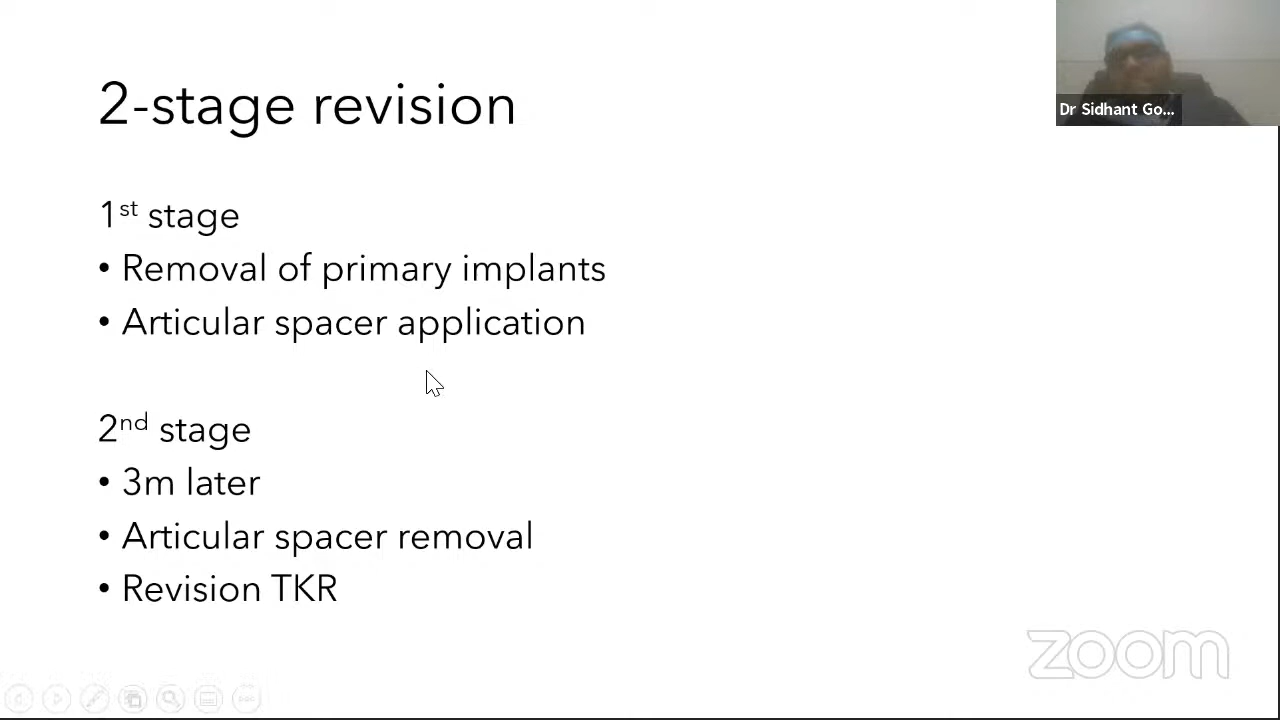 2-stage revision
Dr Sidhant Go...
1st stage
• Removal of primary implants
• Articular spacer application
2nd stage
• 3m later
• Articular spacer removal
• Revision TKR
zoom